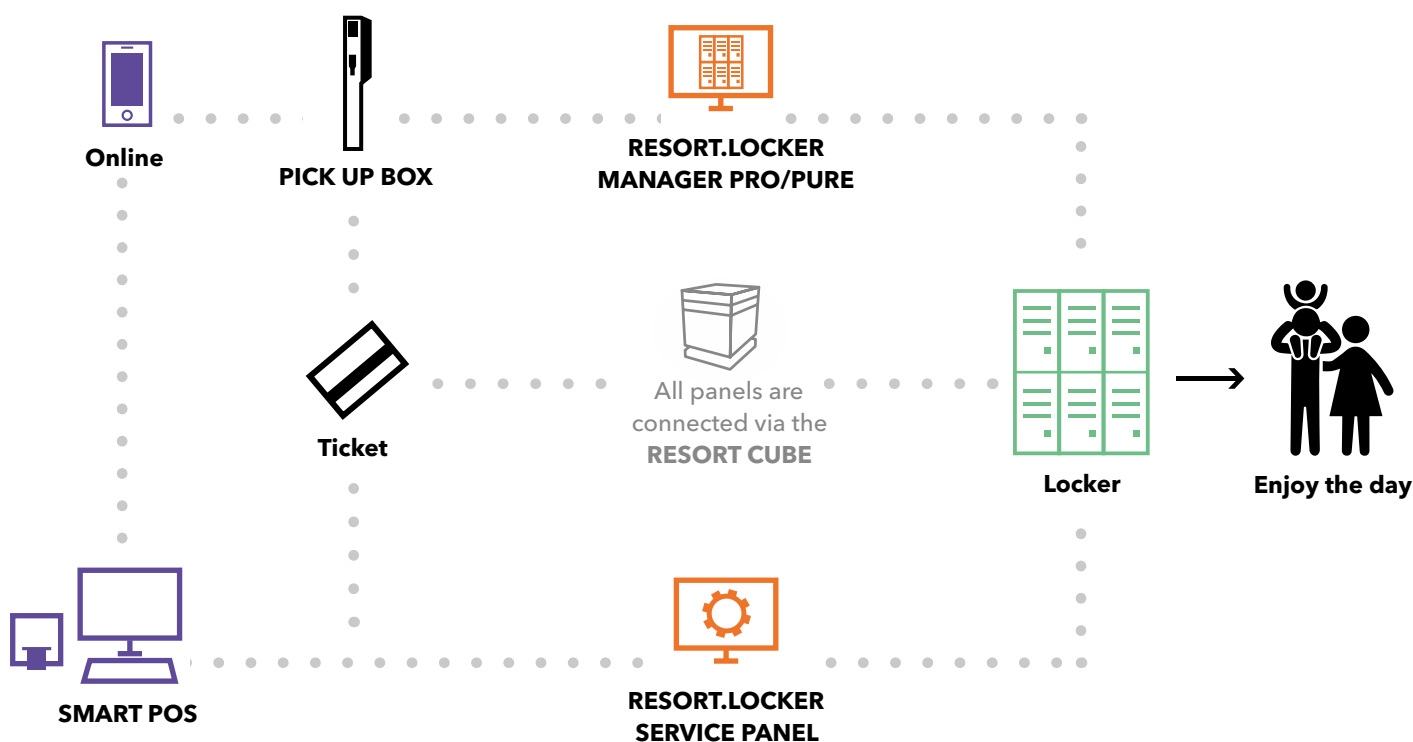 Online
PICK UP BOX
RESORT.LOCKER
MANAGER PRO/PURE
Ticket
All panels are
connected via the
RESORT CUBE
Locker
Enjoy the day
SMART POS
RESORT.LOCKER
SERVICE PANEL